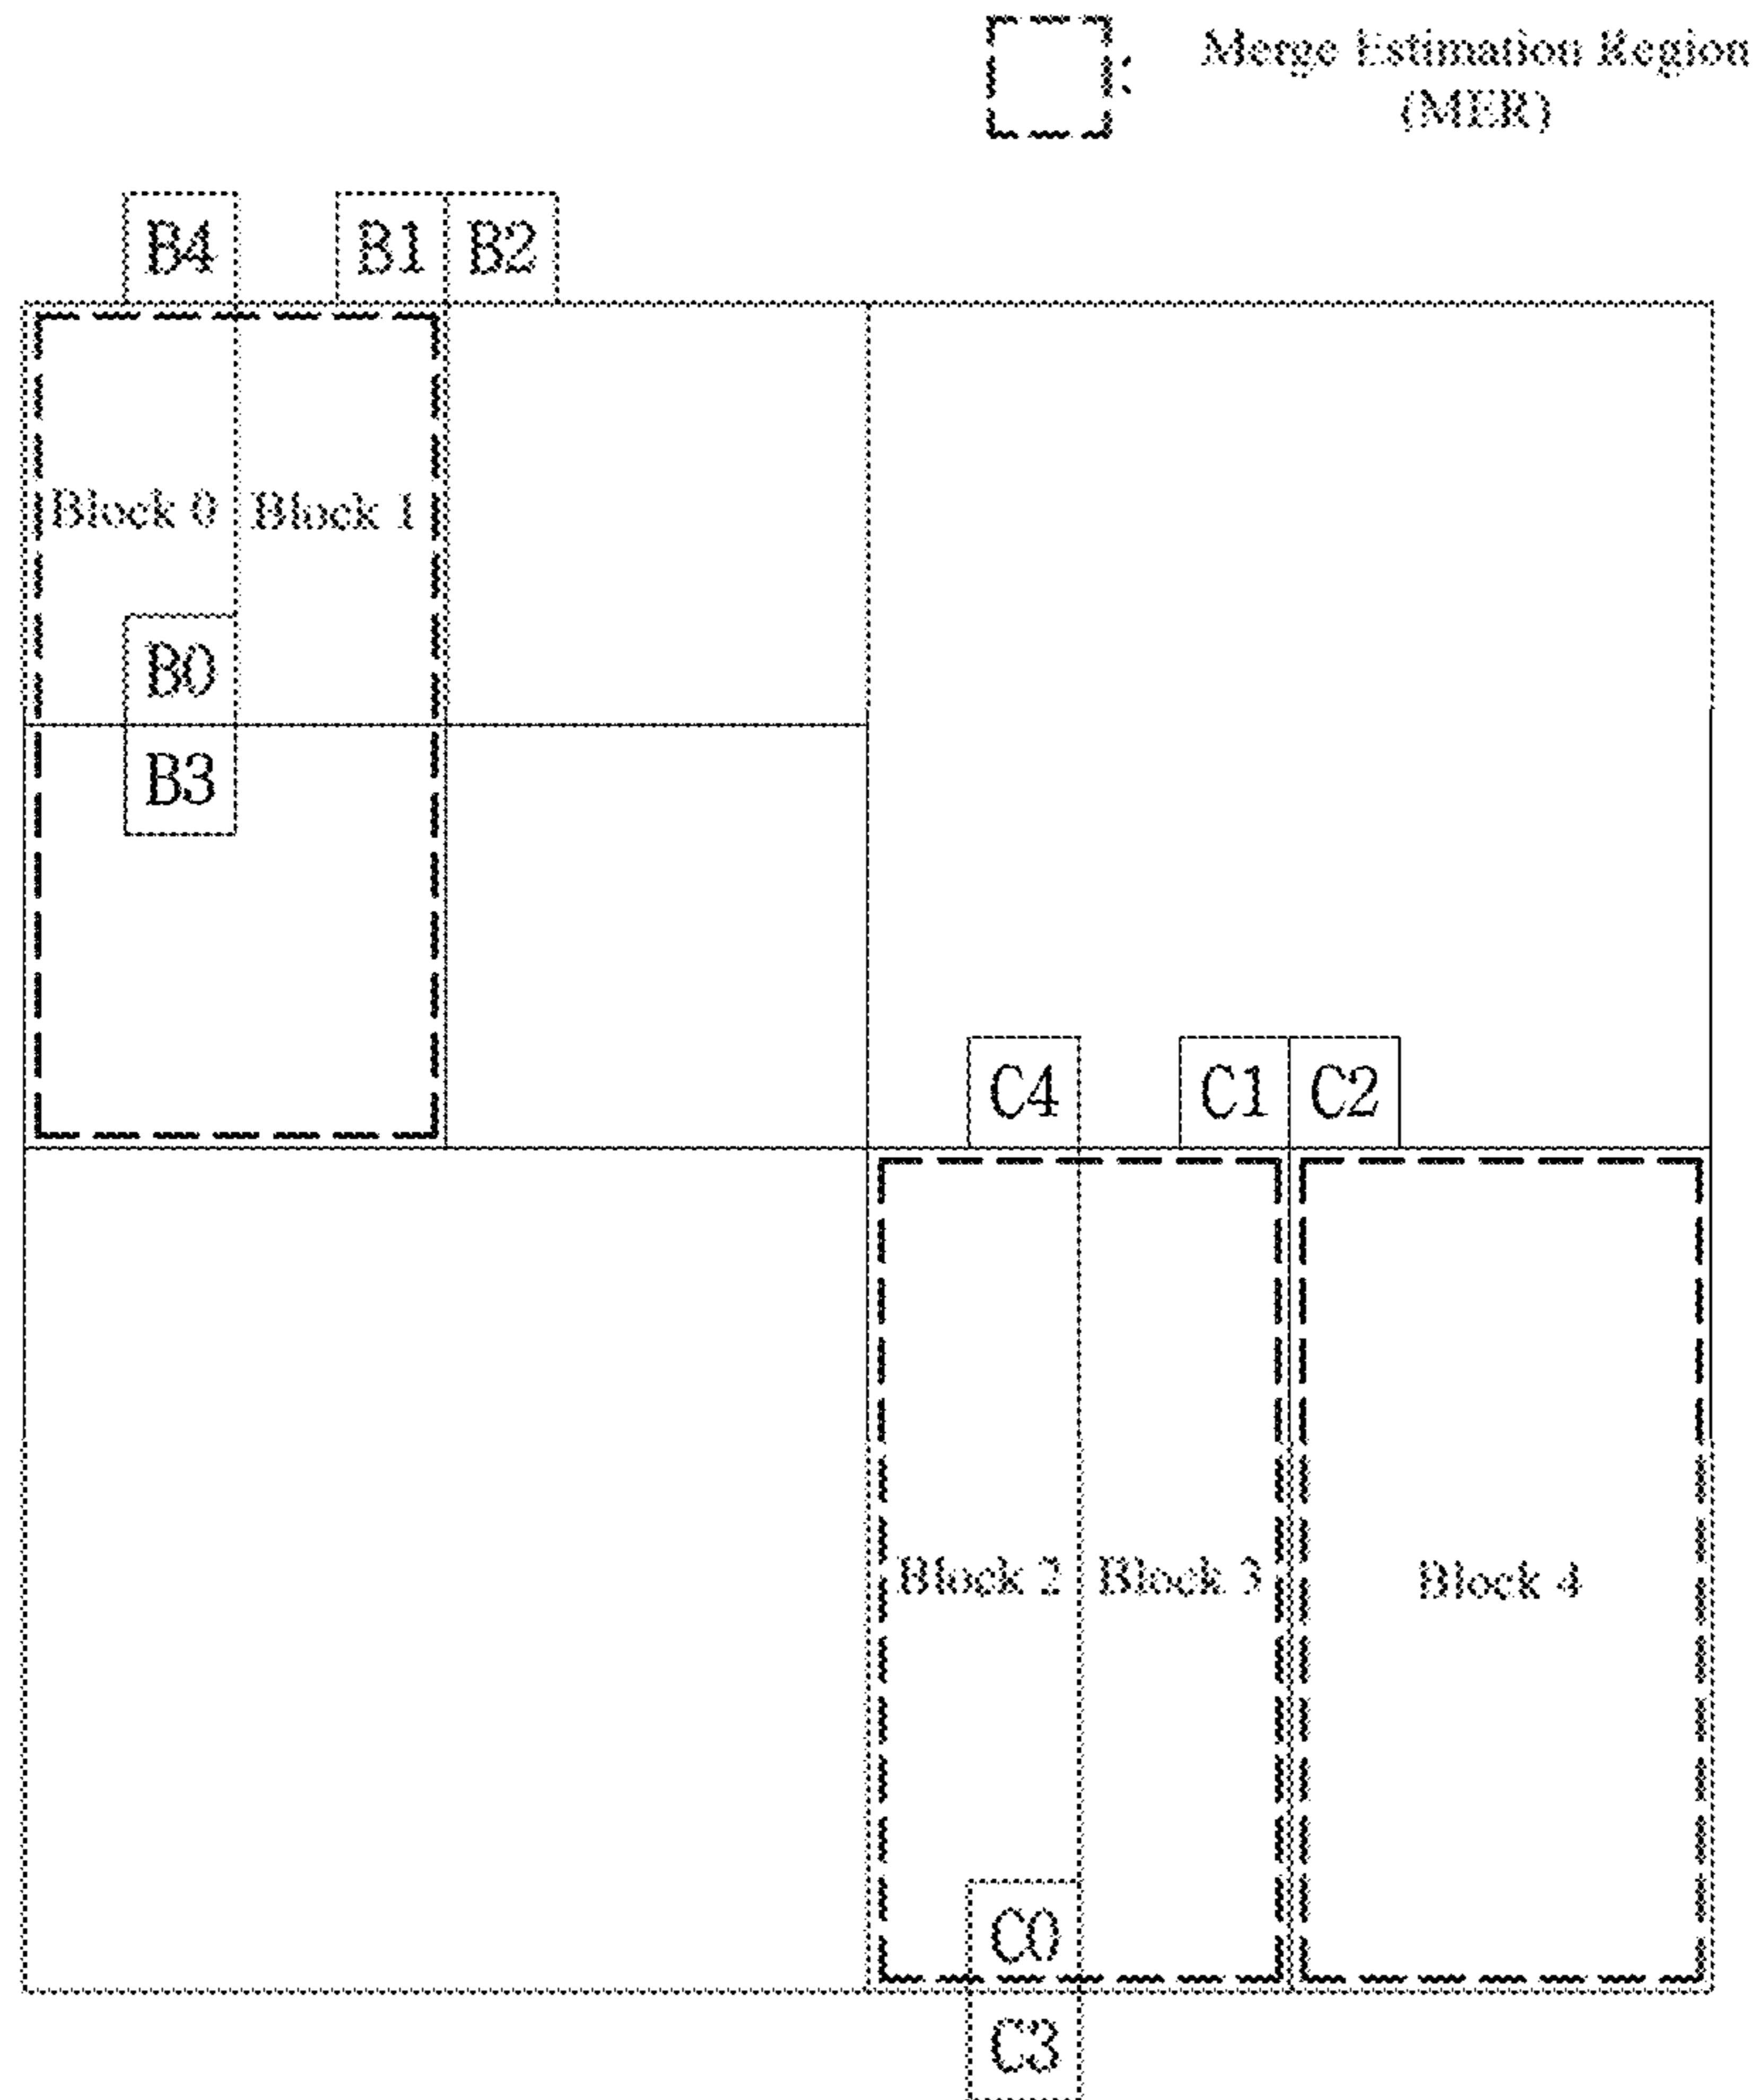 : Merge Estimation Region
(MER)
B4 B1 B2
Block 0 Block 1
B0
B3
C4 C1 C2
Block 2 Block 3 Block 4
C0
C3